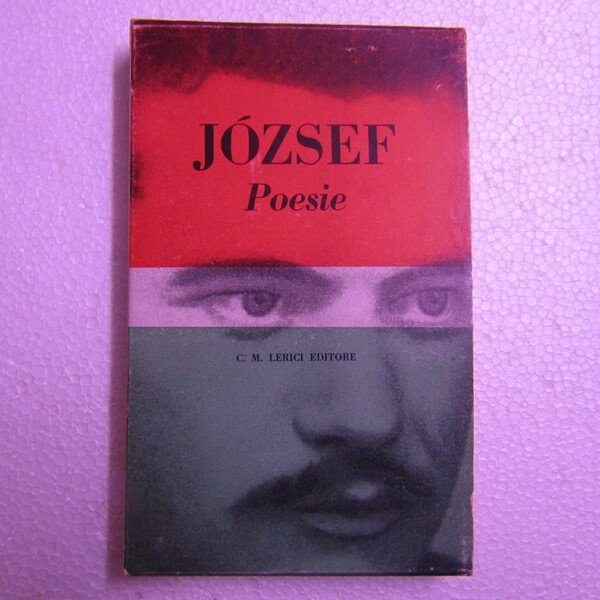 JÓZSEF
Poesie
C. M. LERICI EDITORE